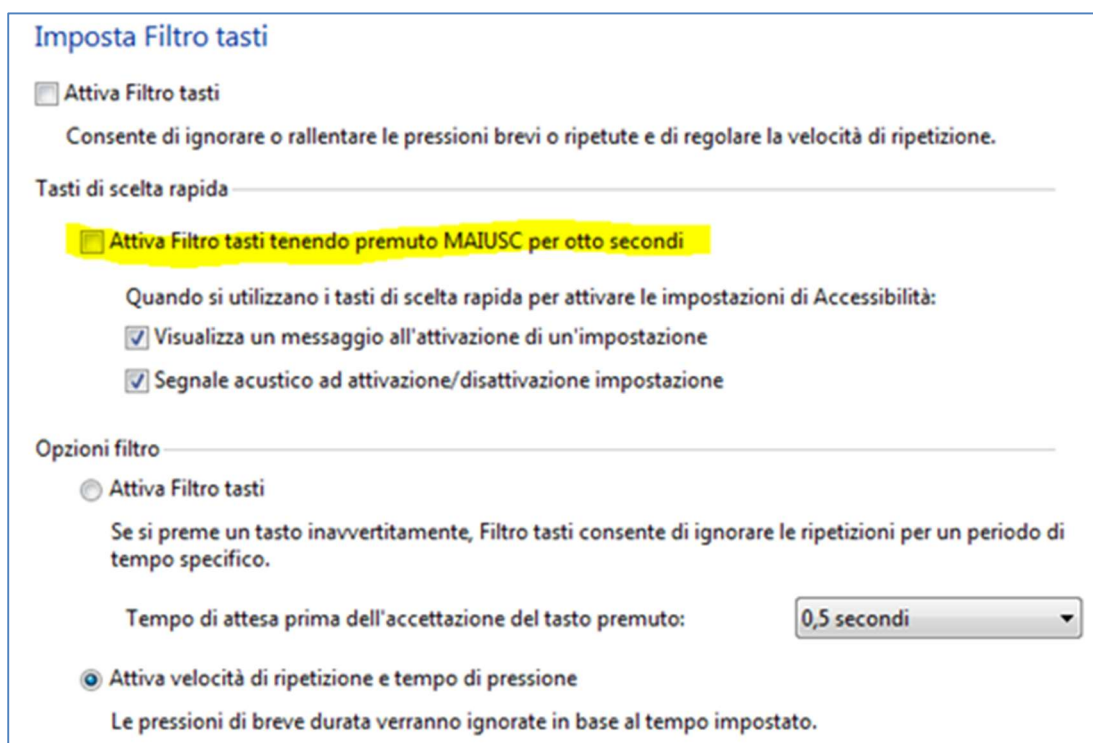 Imposta Filtro tasti
Attiva Filtro tasti
Consente di ignorare o rallentare le pressioni brevi o ripetute e di regolare la velocità di ripetizione.
Tasti di scelta rapida
Attiva Filtro tasti tenendo premuto MAIUSC per otto secondi
Quando si utilizzano i tasti di scelta rapida per attivare le impostazioni di Accessibilità:
Visualizza un messaggio all'attivazione di un'impostazione
Segnale acustico ad attivazione/disattivazione impostazione
Opzioni filtro
Attiva Filtro tasti
Se si preme un tasto inavvertitamente, Filtro tasti consente di ignorare le ripetizioni per un periodo di
tempo specifico.
Tempo di attesa prima dell'accettazione del tasto premuto: 0,5 secondi
Attiva velocità di ripetizione e tempo di pressione
Le pressioni di breve durata verranno ignorate in base al tempo impostato.